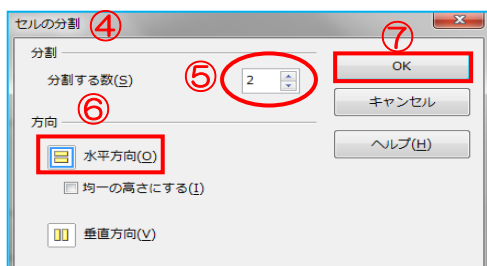 セルの分割 ④
⑦
分割
OK
分割する数(S) ⑤ 2
キャンセル
⑥
方向
ヘルプ(H)
水平方向(O)
均一の高さにする(I)
垂直方向(V)